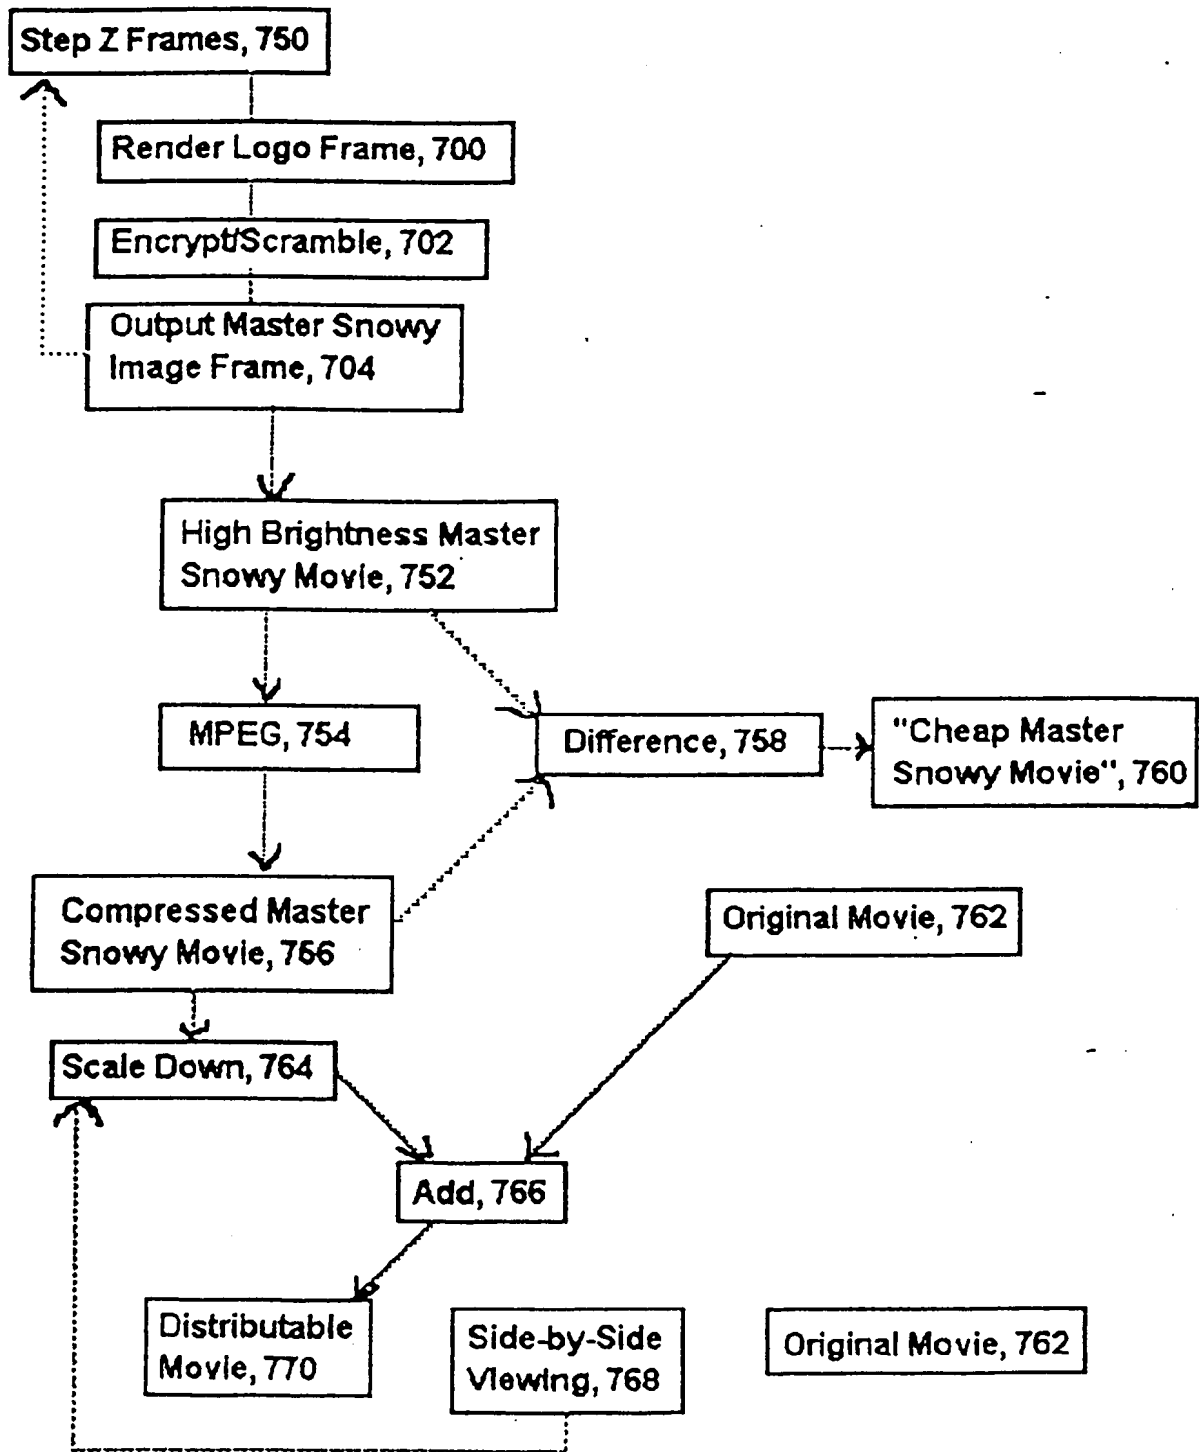 Step Z Frames, 750
Render Logo Frame, 700
Encrypt/Scramble, 702
Output Master Snowy
Image Frame, 704
High Brightness Master
Snowy Movie, 752
MPEG, 754
Difference, 758
"Cheap Master
Snowy Movie", 760
Compressed Master
Snowy Movie, 756
Original Movie, 762
Scale Down, 764
Add, 766
Distributable
Movie, 770
Side-by-Side
Viewing, 768
Original Movie, 762